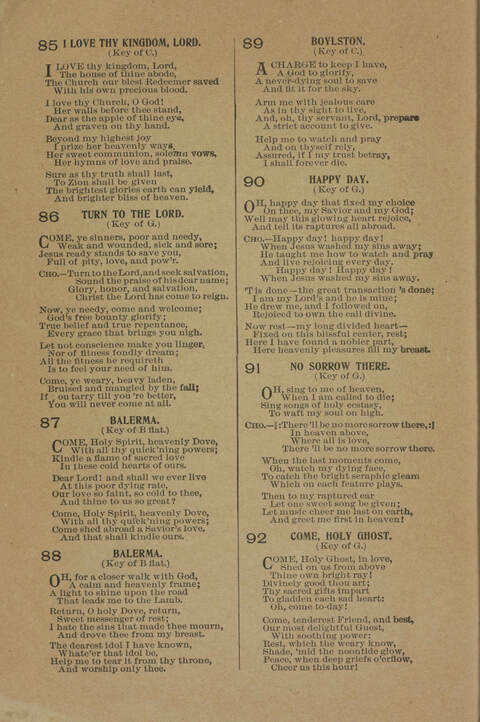 85 I LOVE THY KINGDOM, LORD.
(Key of C.)
I LOVE thy kingdom, Lord,
The house of thine abode,
The Church our blest Redeemer saved
With his own precious blood.
I love thy Church, O God!
Her walls before thee stand,
Dear as the apple of thine eye,
And graven on thy hand.
Beyond my highest joy
I prize her heavenly ways,
Her sweet communion, solemn vows,
Her hymns of love and praise.
Sure as thy truth shall last,
To Zion shall be given
The brightest glories earth can yield,
And brighter bliss of heaven.
86 TURN TO THE LORD.
(Key of G.)
COME, ye sinners, poor and needy,
Weak and wounded, sick and sore;
Jesus ready stands to save you,
Full of pity, love, and pow'r.
CHO.—Turn to the Lord, and seek salvation,
Sound the praise of his dear name;
Glory, honor, and salvation,
Christ the Lord has come to reign.
Now, ye needy, come and welcome;
God's free bounty glorify;
True belief and true repentance,
Every grace that brings you nigh.
Let not conscience make you linger,
Nor of fitness fondly dream;
All the fitness he requireth
Is to feel your need of him.
Come, ye weary, heavy laden,
Bruised and mangled by the fall;
If you tarry till you're better,
You will never come at all.
87 BALERMA.
(Key of B flat.)
COME, Holy Spirit, heavenly Dove,
With all thy quick'ning powers;
Kindle a flame of sacred love
In these cold hearts of ours.
Dear Lord! and shall we ever live
At this poor dying rate,
Our love so faint, so cold to thee,
And thine to us so great?
Come, Holy Spirit, heavenly Dove,
With all thy quick'ning powers;
Come shed abroad a Savior's love,
And that shall kindle ours.
88 BALERMA.
(Key of B flat.)
OH, for a closer walk with God,
A calm and heavenly frame;
A light to shine upon the road
That leads me to the Lamb.
Return, O holy Dove, return,
Sweet messenger of rest;
I hate the sins that made thee mourn,
And drove thee from my breast.
The dearest idol I have known,
Whate'er that idol be,
Help me to tear it from thy throne,
And worship only thee.
89 BOYLSTON.
(Key of C.)
A CHARGE to keep I have,
A God to glorify,
A never-dying soul to save
And fit it for the sky.
Arm me with jealous care
As in thy sight to live,
And, oh, thy servant, Lord, prepare
A strict account to give.
Help me to watch and pray
And on thyself rely,
Assured, if I my trust betray,
I shall forever die.
90 HAPPY DAY.
(Key of G.)
OH, happy day that fixed my choice
On thee, my Savior and my God;
Well may this glowing heart rejoice,
And tell its raptures all abroad.
CHO.—Happy day! happy day!
When Jesus washed my sins away;
He taught me how to watch and pray
And live rejoicing every day.
Happy day! Happy day!
When Jesus washed my sins away.
'T is done—the great transaction 's done;
I am my Lord's and he is mine;
He drew me, and I followed on,
Rejoiced to own the call divine.
Now rest—my long divided heart—
Fixed on this blissful center, rest;
Here I have found a nobler part,
Here heavenly pleasures fill my breast.
91 NO SORROW THERE.
(Key of G.)
OH, sing to me of heaven,
When I am called to die;
Sing songs of holy ecstasy,
To waft my soul on high.
CHO.—|:There 'll be no more sorrow there,:|
In heaven above,
Where all is love,
There 'll be no more sorrow there.
When the last moments come,
Oh, watch my dying face,
To catch the bright seraphic gleam
Which on each feature plays.
Then to my raptured ear
Let one sweet song be given;
Let music cheer me last on earth,
And greet me first in heaven!
92 COME, HOLY GHOST.
(Key of G.)
COME, Holy Ghost, in love,
Shed on us from above
Thine own bright ray!
Divinely good thou art;
Thy sacred gifts impart
To gladden each sad heart:
Oh, come to-day!
Come, tenderest Friend, and best,
Our most delightful Guest,
With soothing power:
Rest, which the weary know,
Shade, 'mid the noontide glow,
Peace, when deep griefs o'erflow,
Cheer us this hour!